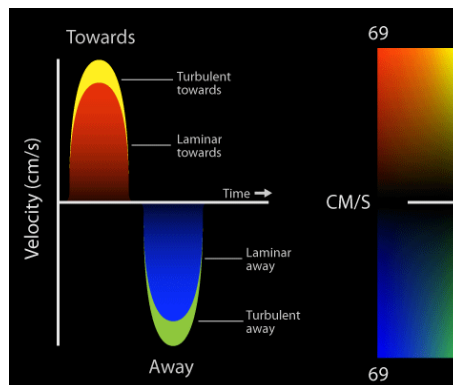 Towards
69
Turbulent
towards
Laminar
towards
Velocity (cm/s)
Time
CM/S
Laminar
away
Turbulent
away
Away
69